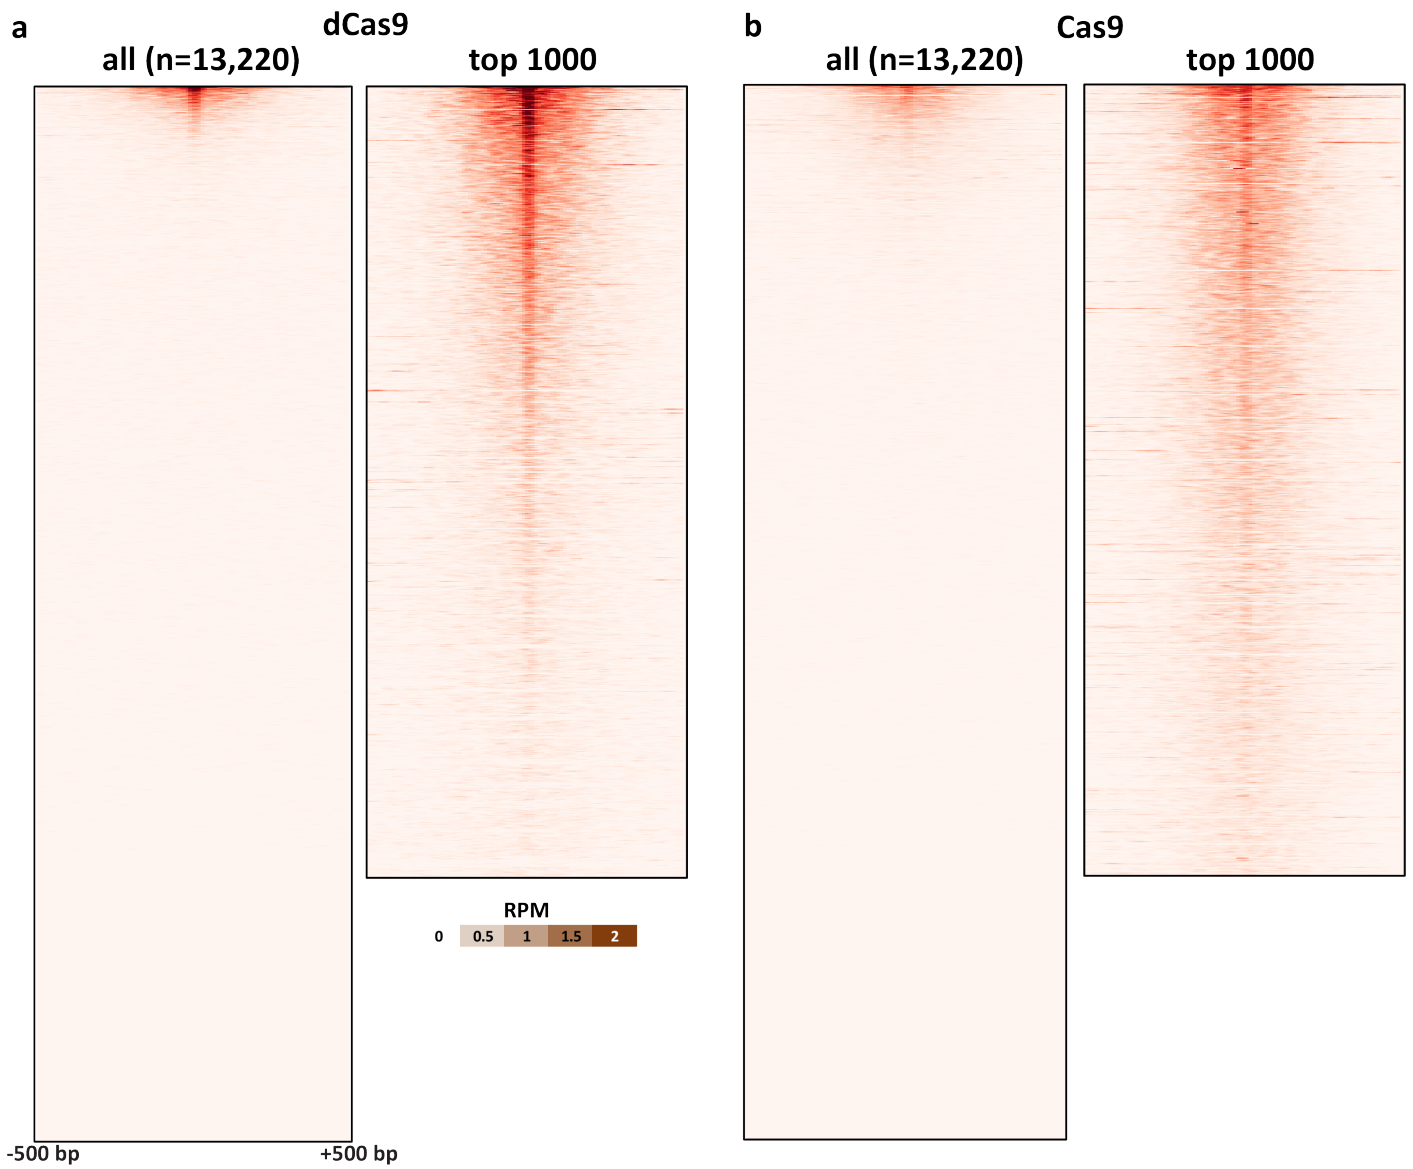 a
dCas9
all (n=13,220)
top 1000
b
Cas9
all (n=13,220)
top 1000
RPM
0 0.5 1 1.5 2
-500 bp
+500 bp